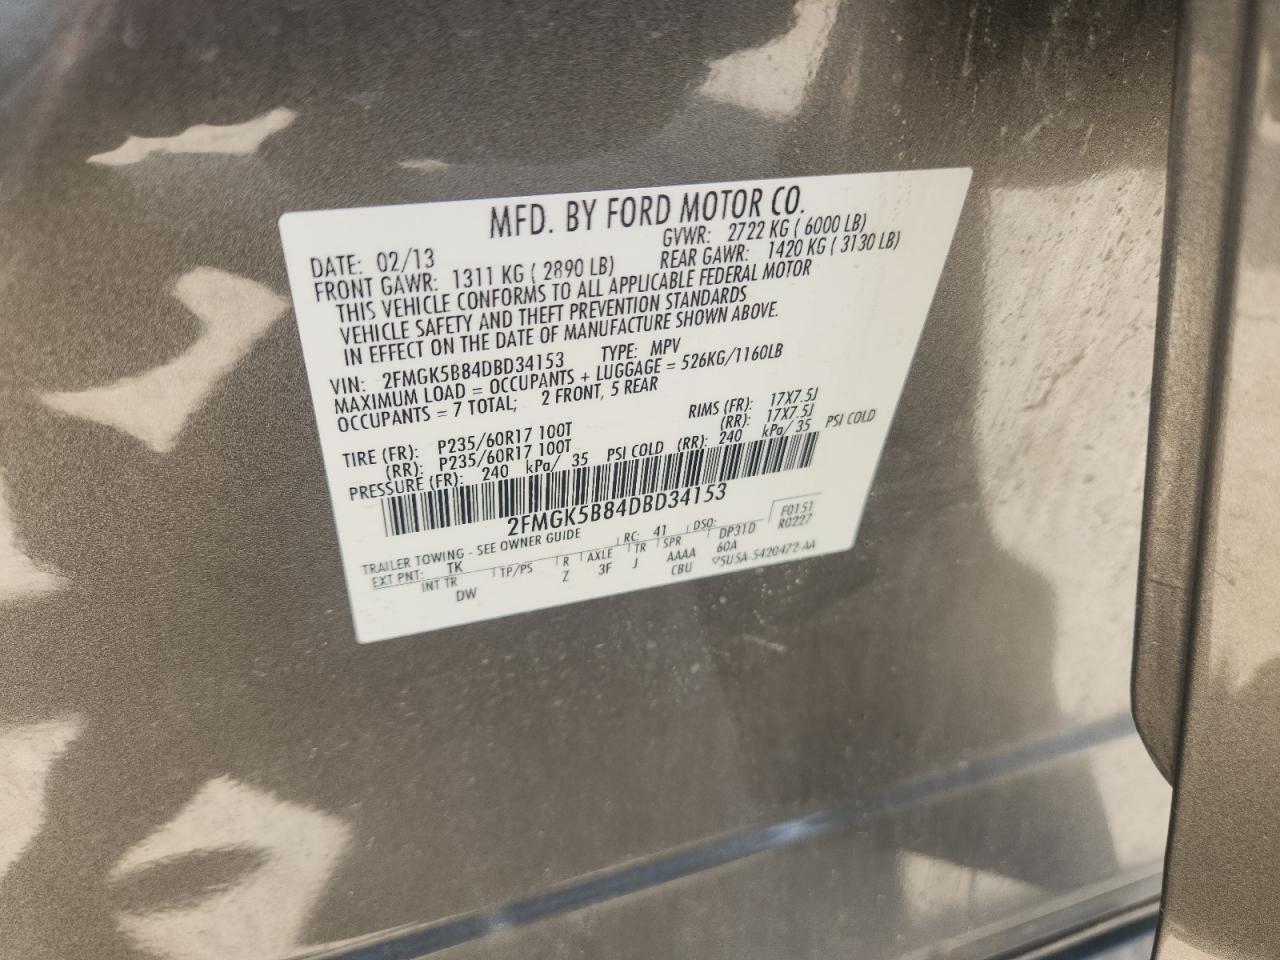 MFD. BY FORD MOTOR CO.
DATE: 02/13 GVWR: 2722 KG ( 6000 LB)
FRONT GAWR: 1311 KG ( 2890 LB) REAR GAWR: 1420 KG ( 3130 LB)
THIS VEHICLE CONFORMS TO ALL APPLICABLE FEDERAL MOTOR
VEHICLE SAFETY AND THEFT PREVENTION STANDARDS
IN EFFECT ON THE DATE OF MANUFACTURE SHOWN ABOVE.
VIN: 2FMGK5B84DBD34153 TYPE: MPV
MAXIMUM LOAD = OCCUPANTS + LUGGAGE = 526KG/1160LB
OCCUPANTS = 7 TOTAL; 2 FRONT, 5 REAR
TIRE (FR): P235/60R17 100T RIMS (FR): 17X7.5J
(RR): P235/60R17 100T (RR): 17X7.5J
PRESSURE (FR): 240 kPa/ 35 PSI COLD (RR): 240 kPa/ 35 PSI COLD
2FMGK5B84DBD34153
F0151
R0227
TRAILER TOWING - SEE OWNER GUIDE RC: 41 DSO: DP31D
EXT PNT: TK INT TR TP/PS R AXLE TR SPR 60A
DW Z 3F J AAAA CBU 5U5A-5420472-AA